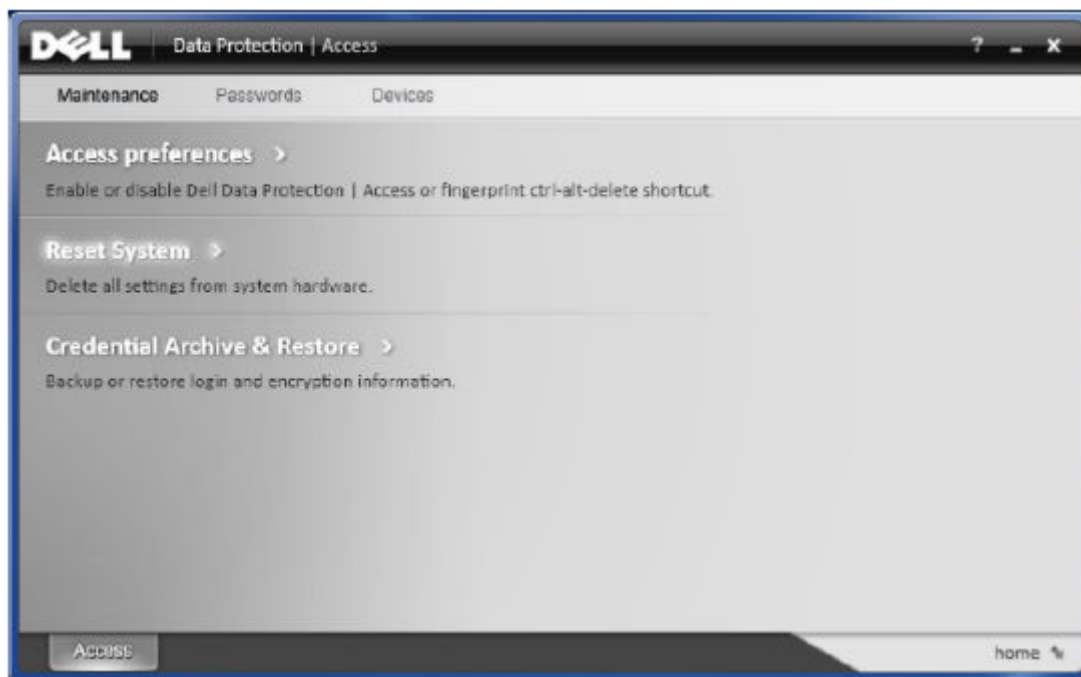 DELL Data Protection | Access ?
Maintenance Passwords Devices
Access preferences >
Enable or disable Dell Data Protection | Access or fingerprint ctrl-alt-delete shortcut.
Reset System >
Delete all settings from system hardware.
Credential Archive & Restore >
Backup or restore login and encryption information.
Access home